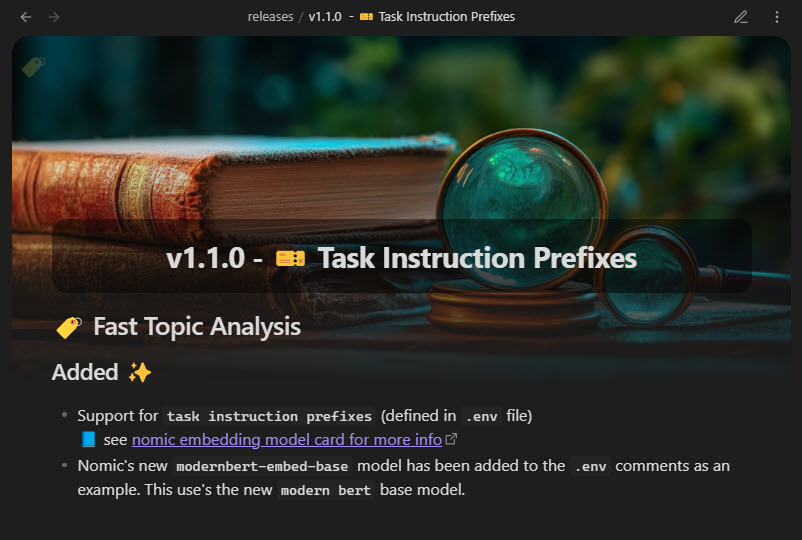 releases / v1.1.0 - 🎫 Task Instruction Prefixes
v1.1.0 - 🎫 Task Instruction Prefixes
🏷️ Fast Topic Analysis
Added ✨
• Support for task instruction prefixes (defined in .env file)
📘 see nomic embedding model card for more info
• Nomic's new modernbert-embed-base model has been added to the .env comments as an
example. This use's the new modern bert base model.